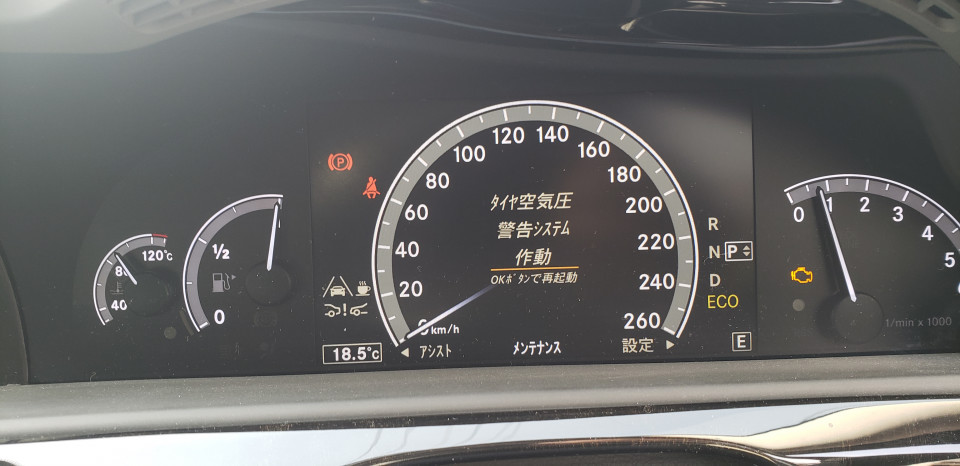 120
140
100
160
80
180
60
タイヤ空気圧
200
警告システム
40
作動
220
OKボタンで再起動
20
240
0 km/h
260
◀ アシスト
メンテナンス
設定 ▶
120℃
80
40
1/2
0
P
18.5℃
R
N P
D
ECO
E
0
1
2
3
4
5
1/min x 1000